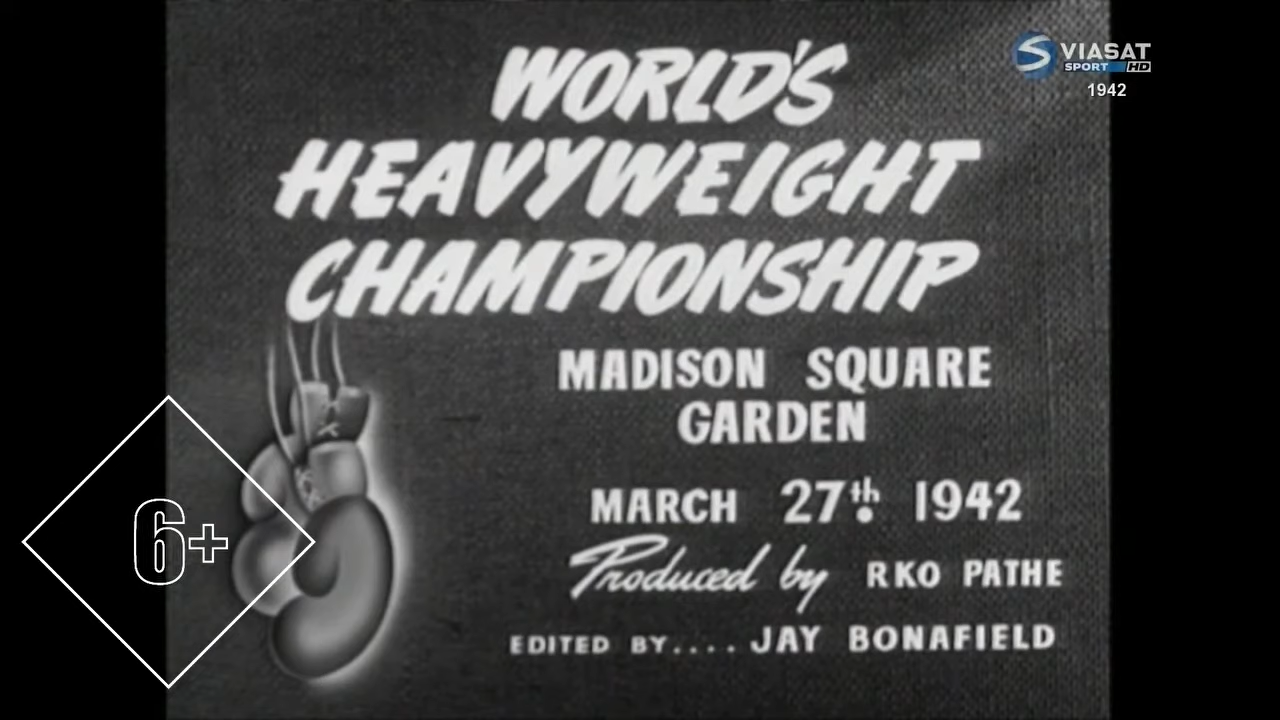 WORLD'S
HEAVYWEIGHT
CHAMPIONSHIP
VIASAT
SPORT HD
1942
MADISON SQUARE
GARDEN
MARCH 27th 1942
Produced by RKO PATHE
EDITED BY.... JAY BONAFIELD
6+